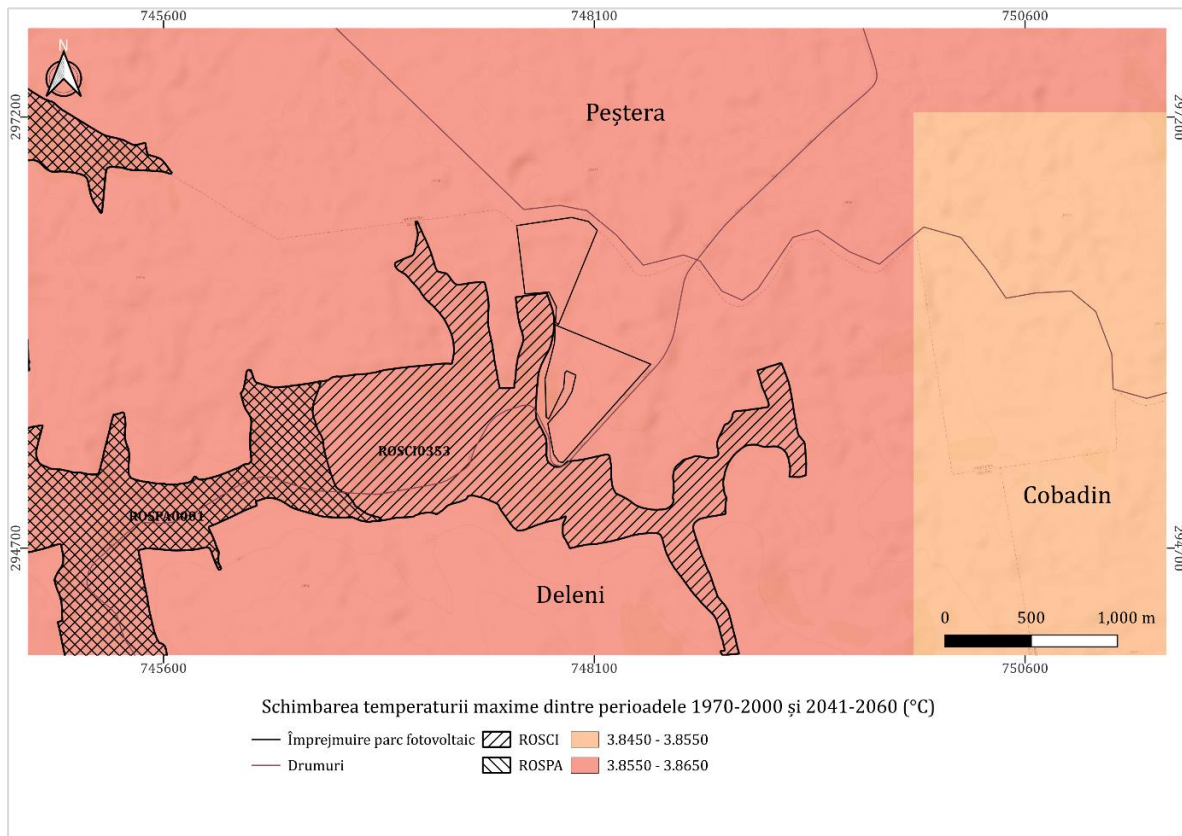 745600 748100 750600
N
297200 297200
Peștera
ROSCI0353
Cobadin
ROSPA0001
294700 294700
Deleni
0 500 1,000 m
745600 748100 750600
Schimbarea temperaturii maxime dintre perioadele 1970-2000 și 2041-2060 (°C)
Împrejmuire parc fotovoltaic ROSCI 3.8450 - 3.8550
Drumuri ROSPA 3.8550 - 3.8650